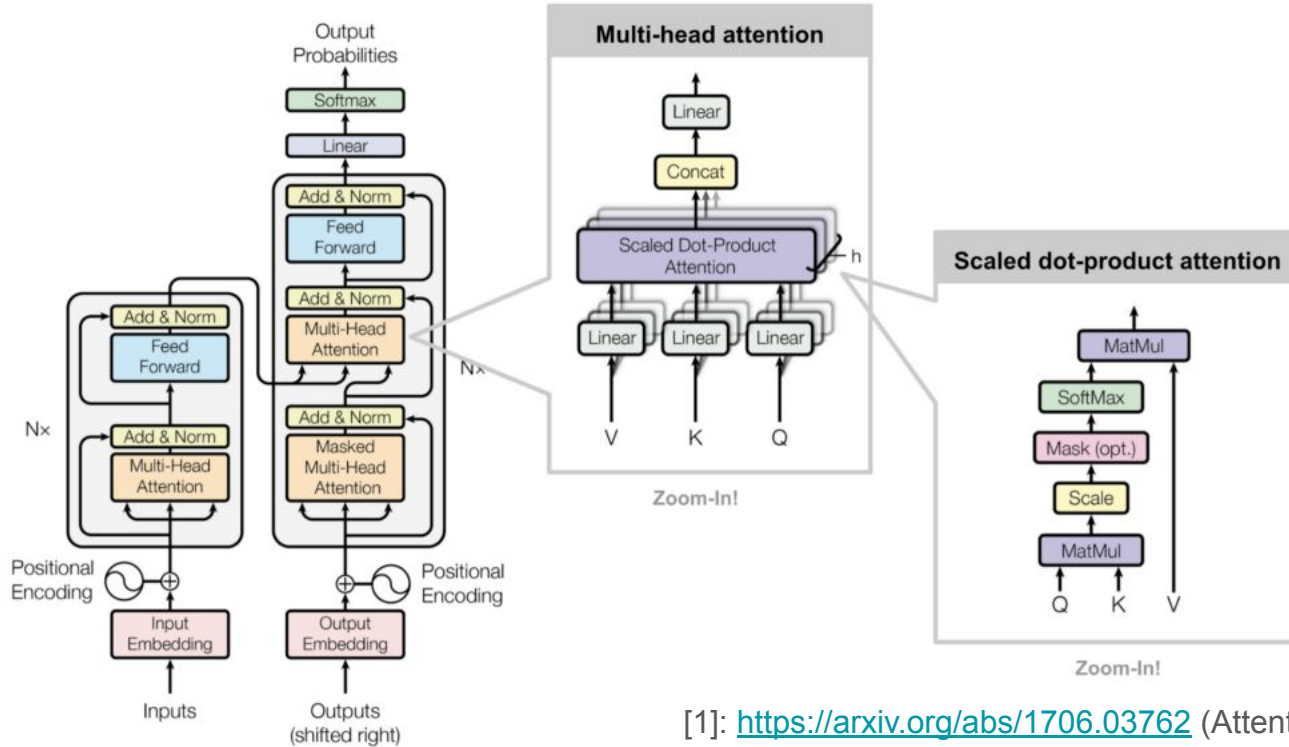 Output
Probabilities
Softmax
Linear
Add & Norm
Feed
Forward
Add & Norm
Multi-Head
Attention
Add & Norm
Masked
Multi-Head
Attention
Nx
Add & Norm
Feed
Forward
Add & Norm
Multi-Head
Attention
Nx
Positional
Encoding
Positional
Encoding
Input
Embedding
Output
Embedding
Inputs
Outputs
(shifted right)
Multi-head attention
Linear
Concat
Scaled Dot-Product
Attention
h
Linear
Linear
Linear
V K Q
Zoom-In!
Scaled dot-product attention
MatMul
SoftMax
Mask (opt.)
Scale
MatMul
Q K V
Zoom-In!
[1]: https://arxiv.org/abs/1706.03762 (Attent